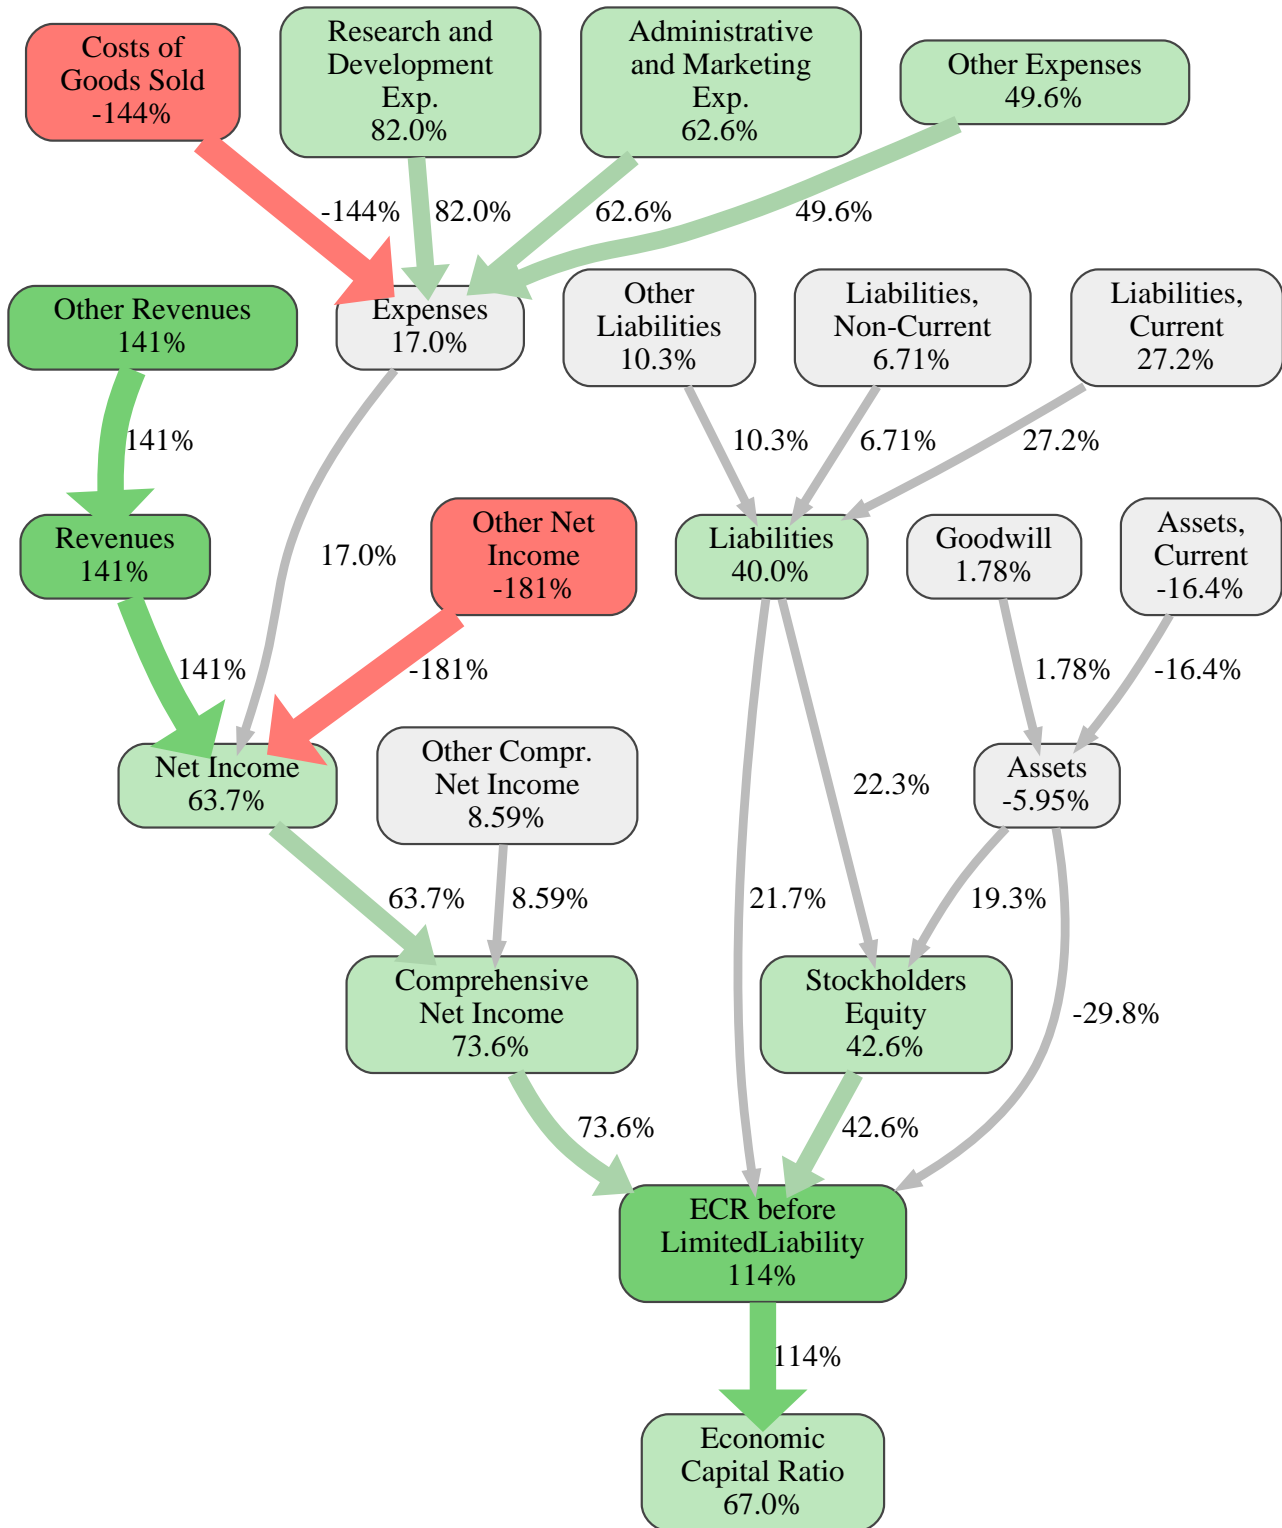 Costs of
Goods Sold
-144%
Research and
Development
Exp.
82.0%
Administrative
and Marketing
Exp.
62.6%
Other Expenses
49.6%
-144%
82.0%
62.6%
49.6%
Other Revenues
141%
Expenses
17.0%
Other
Liabilities
10.3%
Liabilities,
Non-Current
6.71%
Liabilities,
Current
27.2%
141%
10.3%
6.71%
27.2%
Revenues
141%
17.0%
Other Net
Income
-181%
Liabilities
40.0%
Goodwill
1.78%
Assets,
Current
-16.4%
141%
-181%
1.78%
-16.4%
Net Income
63.7%
Other Compr.
Net Income
8.59%
22.3%
Assets
-5.95%
63.7%
8.59%
21.7%
19.3%
Comprehensive
Net Income
73.6%
Stockholders
Equity
42.6%
-29.8%
73.6%
42.6%
ECR before
LimitedLiability
114%
114%
Economic
Capital Ratio
67.0%